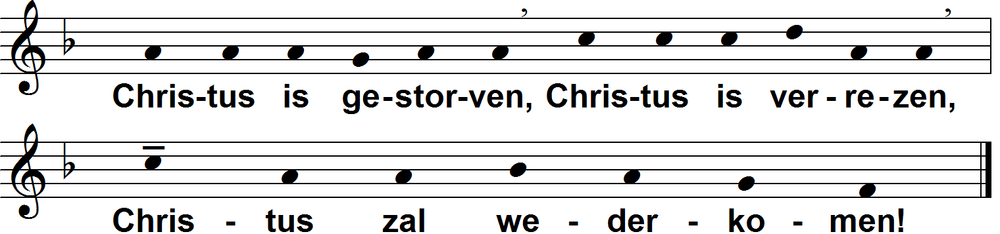 Chris-tus is ge-stor-ven, Chris-tus is ver-re-zen,
Chris-tus zal we-der-ko-men!